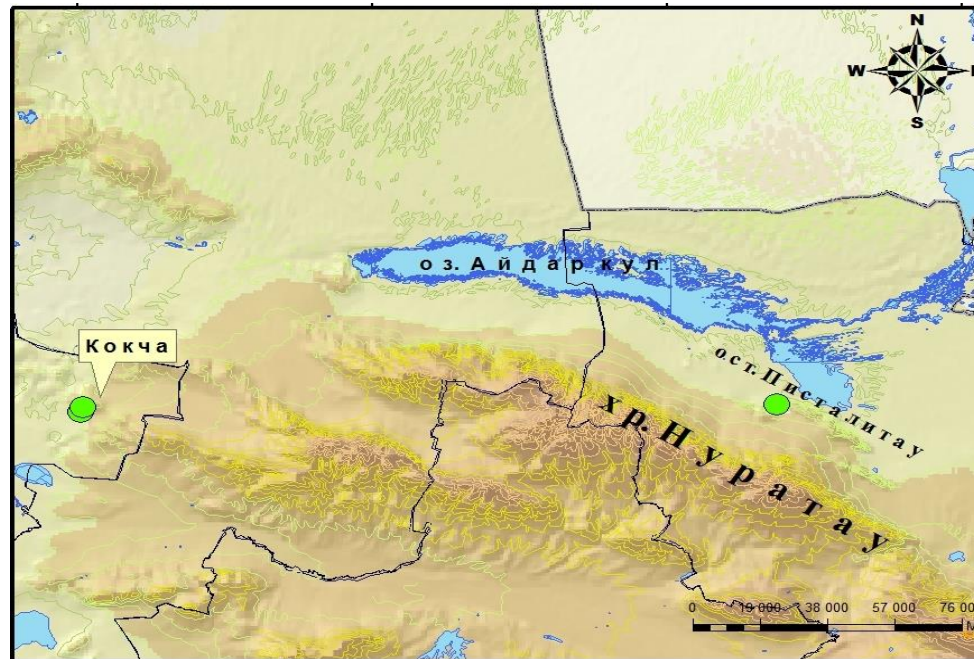 N
W
S
оз. Айдаркул
Кокча
ост. Писталитау
хр. Нуратау
0 19 000 38 000 57 000 76 00